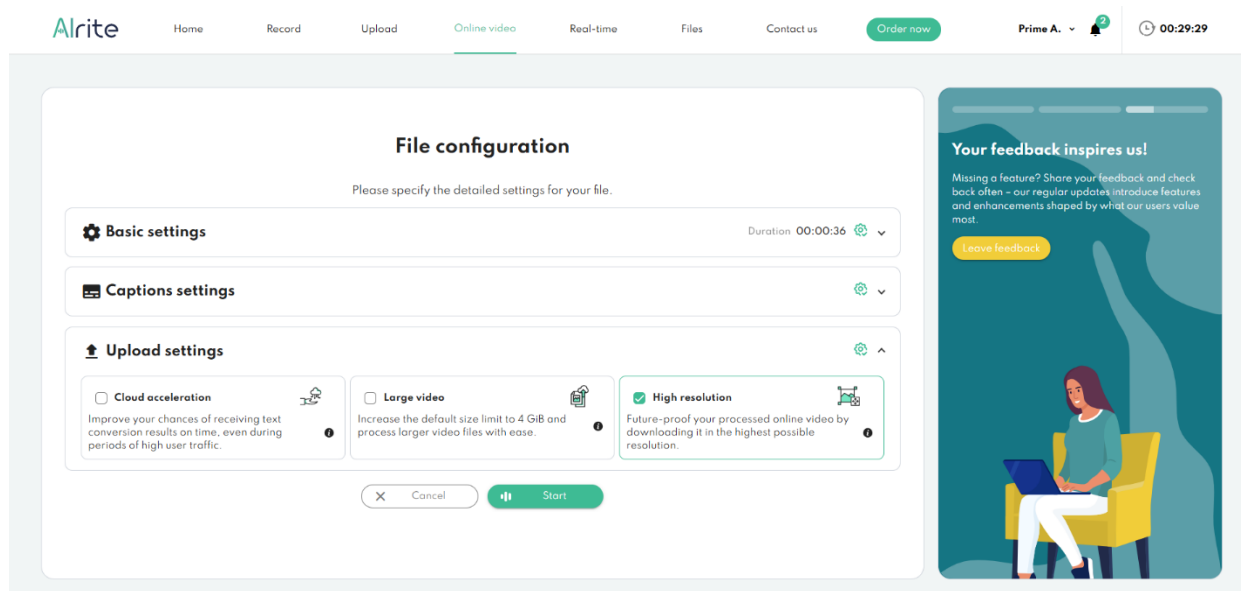 Alrite
Home
Record
Upload
Online video
Real-time
Files
Contact us
Order now
Prime A.
2
00:29:29
File configuration
Please specify the detailed settings for your file.
Basic settings
Duration 00:00:36
Captions settings
Upload settings
Cloud acceleration
Improve your chances of receiving text
conversion results on time, even during
periods of high user traffic.
Large video
Increase the default size limit to 4 GiB and
process larger video files with ease.
High resolution
Future-proof your processed online video by
downloading it in the highest possible
resolution.
Cancel
Start
Your feedback inspires us!
Missing a feature? Share your feedback and check
back often – our regular updates introduce features
and enhancements shaped by what our users value
most.
Leave feedback